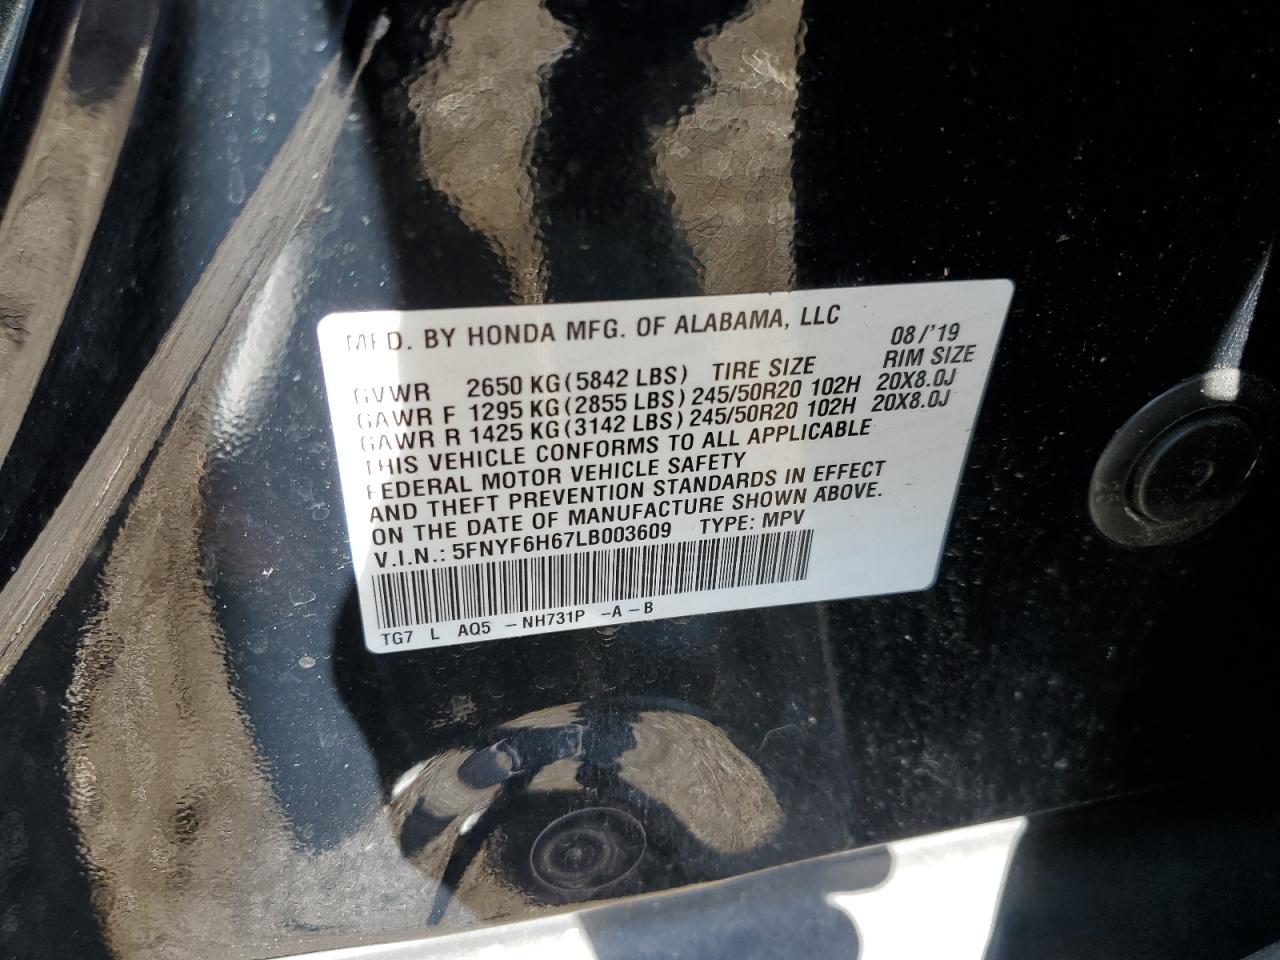 MFD. BY HONDA MFG. OF ALABAMA, LLC 08/'19
GVWR 2650 KG (5842 LBS) TIRE SIZE RIM SIZE
GAWR F 1295 KG (2855 LBS) 245/50R20 102H 20X8.0J
GAWR R 1425 KG (3142 LBS) 245/50R20 102H 20X8.0J
THIS VEHICLE CONFORMS TO ALL APPLICABLE
FEDERAL MOTOR VEHICLE SAFETY
AND THEFT PREVENTION STANDARDS IN EFFECT
ON THE DATE OF MANUFACTURE SHOWN ABOVE.
V.I.N.: 5FNYF6H67LB003609 TYPE: MPV
TG7 L AQ5 - NH731P -A-B